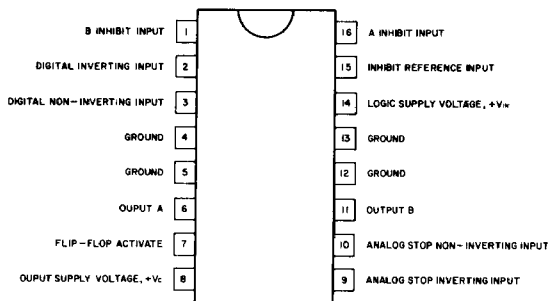 B INHIBIT INPUT 1 16 A INHIBIT INPUT
DIGITAL INVERTING INPUT 2 15 INHIBIT REFERENCE INPUT
DIGITAL NON-INVERTING INPUT 3 14 LOGIC SUPPLY VOLTAGE, +VIN
GROUND 4 13 GROUND
GROUND 5 12 GROUND
OUPUT A 6 11 OUTPUT B
FLIP-FLOP ACTIVATE 7 10 ANALOG STOP NON-INVERTING INPUT
OUPUT SUPPLY VOLTAGE, +Vc 8 9 ANALOG STOP INVERTING INPUT